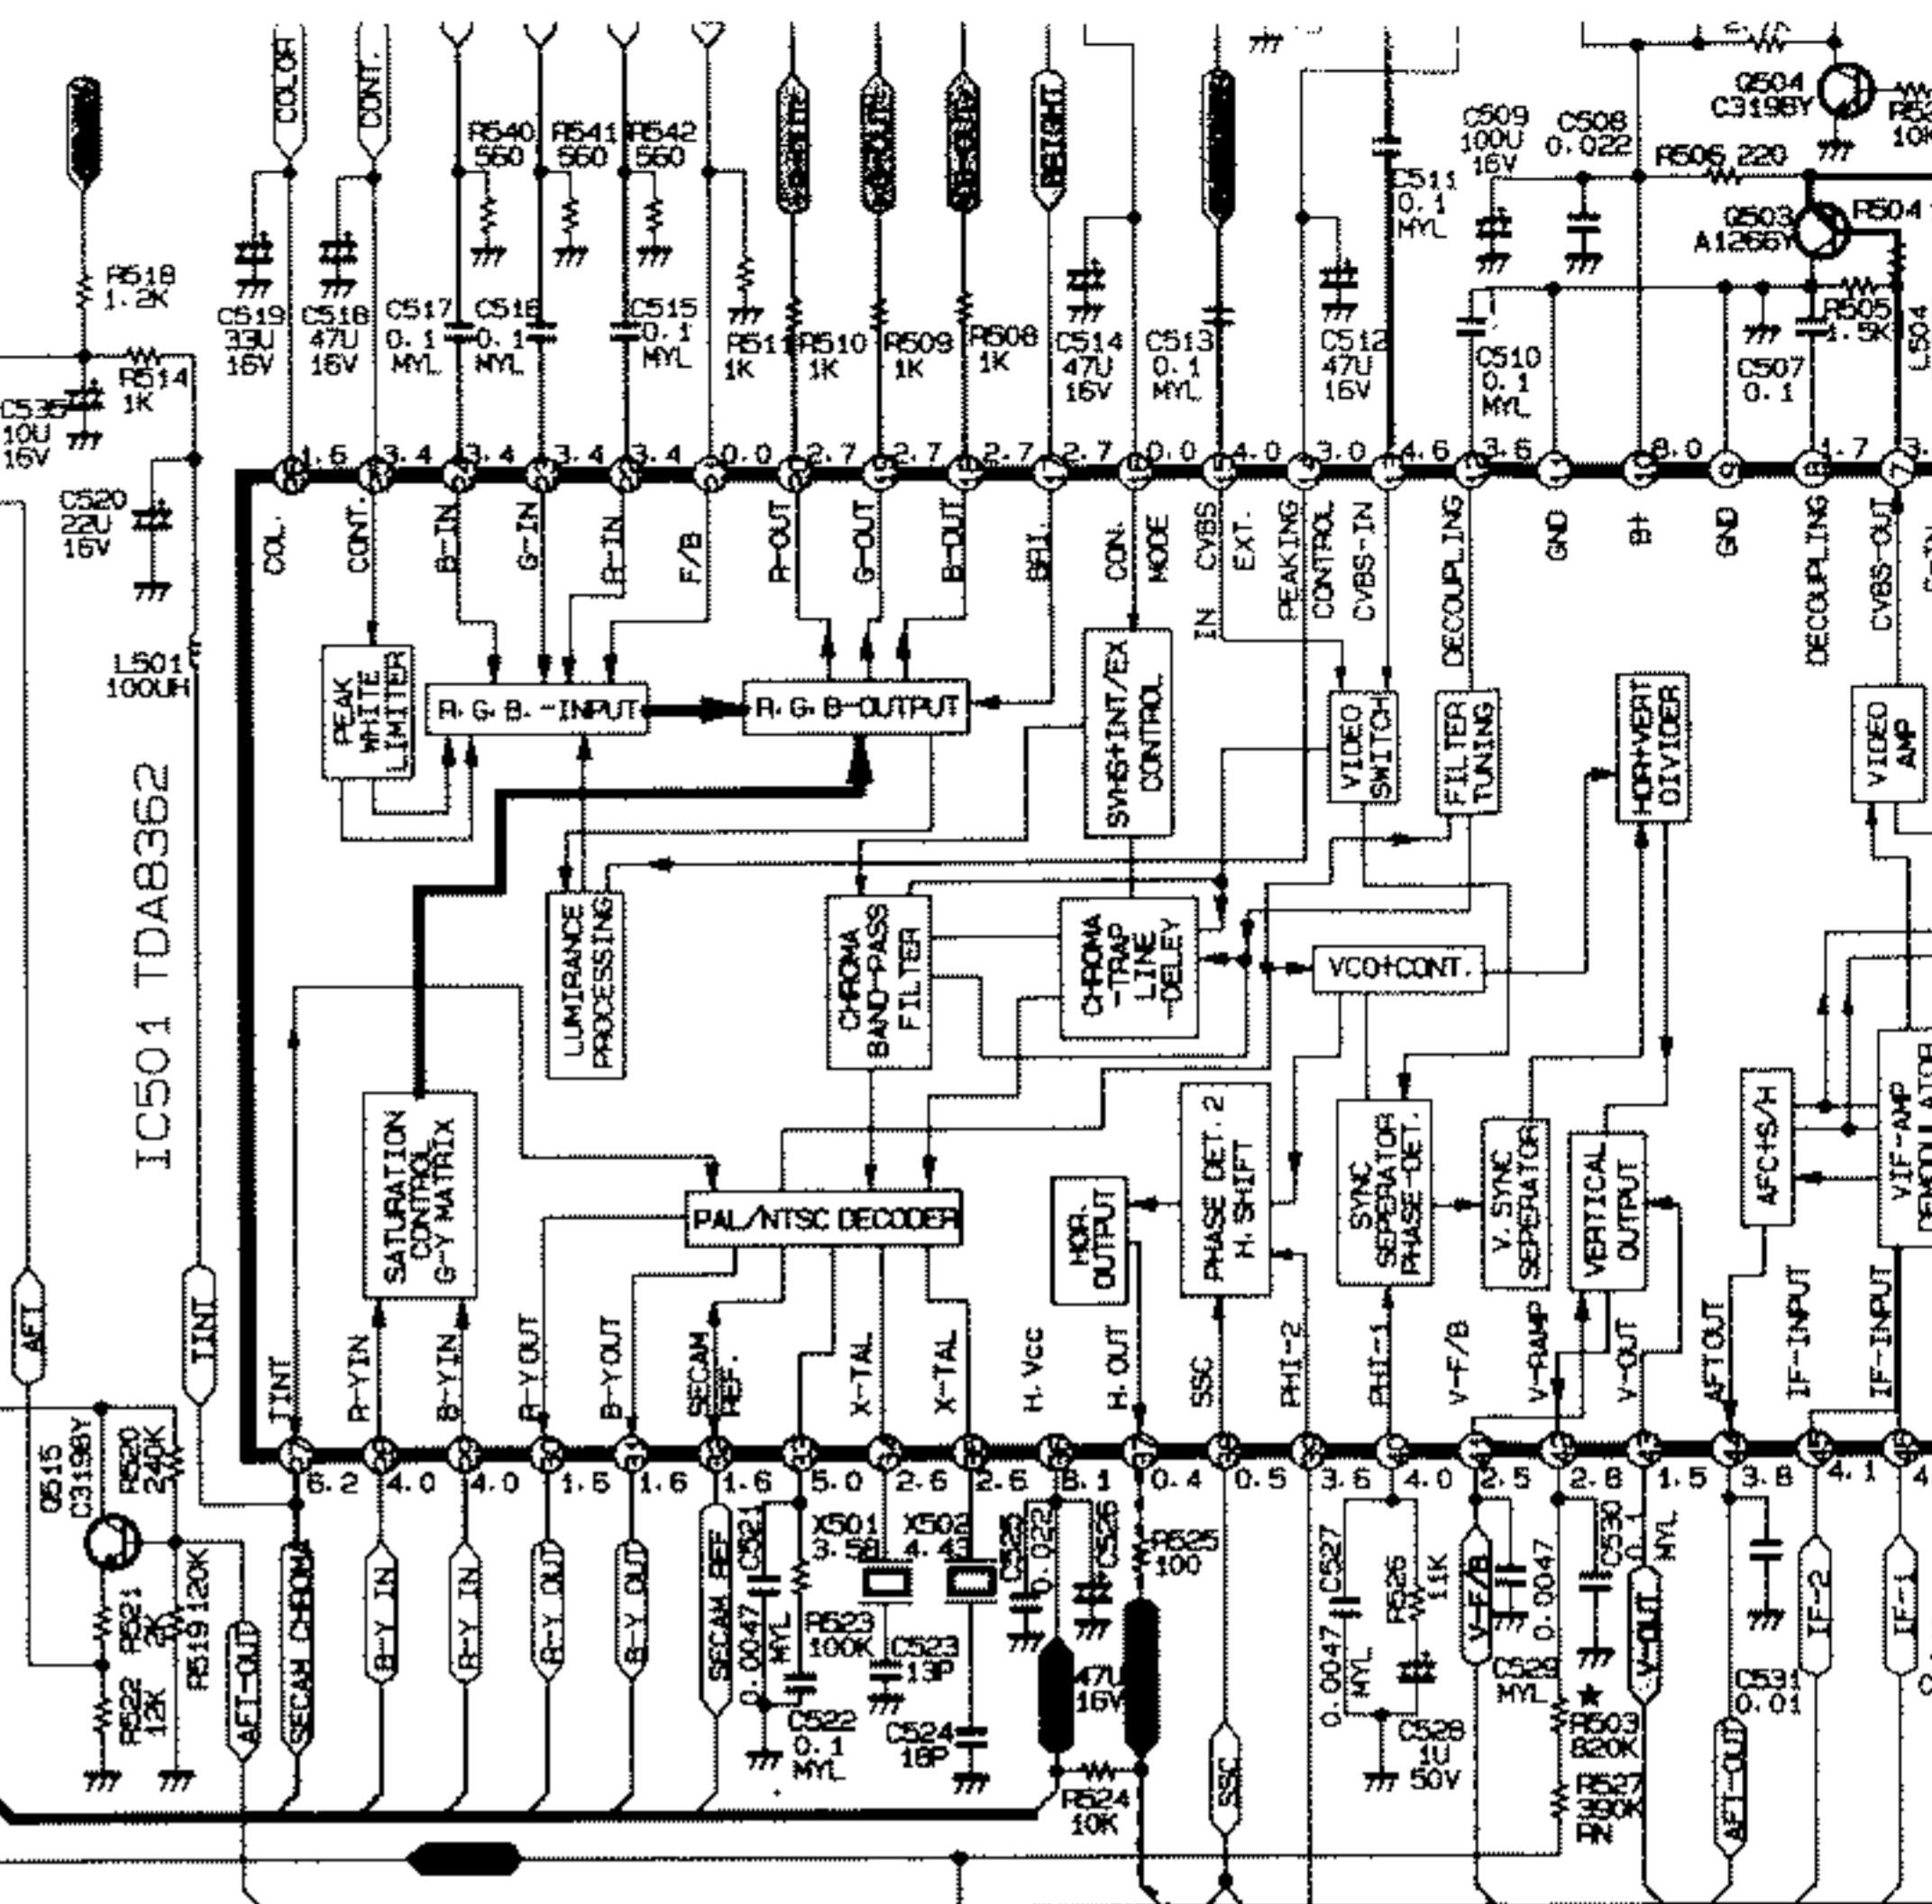 COLOR
CONT.
R540
560
R541
560
R542
560
C509
100U
16V
C508
0.022
Q504
C3198Y
R506 220
C511
0.1
MYL
Q503
A1266Y
R504
R518
1.2K
R505
1.5K
L504
C519
33U
16V
C518
47U
16V
C517
0.1
MYL
C516
0.1
MYL
C515
0.1
MYL
R511
1K
R510
1K
R509
1K
R508
1K
C514
47U
16V
C513
0.1
MYL
C512
47U
16V
C510
0.1
MYL
C507
0.1
R514
1K
C535
10U
16V
C520
22U
16V
1.6
3.4
3.4
3.4
3.4
0.0
2.7
2.7
2.7
2.7
0.0
4.0
3.0
4.6
3.6
8.0
1.7
15
14
13
11
10
9
8
7
COL.
CONT.
B-IN
G-IN
R-IN
F/B
R-OUT
G-OUT
B-OUT
BRI.
CON.
MODE
IN CVBS
EXT.
PEAKING
CONTROL
CVBS-IN
DECOUPLING
GND
B+
GND
DECOUPLING
CVBS-OUT
L501
100UH
IC501 TDA8362
PEAK
WHITE
LIMITER
R.G.B.-INPUT
R.G.B-OUTPUT
SVHS+INT/EX
CONTROL
VIDEO
SWITCH
FILTER
TUNING
HOR+VERT
DIVIDER
VIDEO
AMP
LUMIRANCE
PROCESSING
CHROMA
BAND-PASS
FILTER
CHROMA
-TRAP
LINE
-DELEY
VCO+CONT.
SATURATION
CONTROL
G-Y MATRIX
PAL/NTSC DECODER
HOR.
OUTPUT
PHASE DET. 2
H.SHIFT
SYNC
SEPERATOR
PHASE-DET.
V.SYNC
SEPERATOR
VERTICAL
OUTPUT
AFC+S/H
VIF-AMP
DEMODULATOR
AFT
TINT
TINT
R-YIN
B-YIN
R-YOUT
B-YOUT
SECAM
REF.
X-TAL
X-TAL
H.Vcc
H.OUT
SSC
PHI-2
PHI-1
V-F/B
V-RAMP
V-OUT
AFTOUT
IF-INPUT
IF-INPUT
6.2
4.0
4.0
1.6
1.6
1.6
5.0
2.6
2.6
8.1
0.4
0.5
3.6
4.0
2.5
2.8
1.5
3.8
4.1
Q515
C3198Y
R520
240K
R521
2K
R519 120K
R522
12K
AFT-OUT
SECAM CHROMA
B-Y IN
R-Y IN
R-Y OUT
B-Y OUT
SECAM REF
C521
0.0047
MYL
X501
3.58
X502
4.43
R523
100K
C523
C522
0.1
MYL
C524
18P
C525
0.022
C526
47U
16V
R525
100
R524
10K
SSC
C527
0.0047
MYL
R526
11K
C528
1U
50V
V-F/B
0.0047
MYL
C530
0.1
MYL
V-OUT
★
R503
820K
C531
0.01
AFT-OUT
IF-2
IF-1